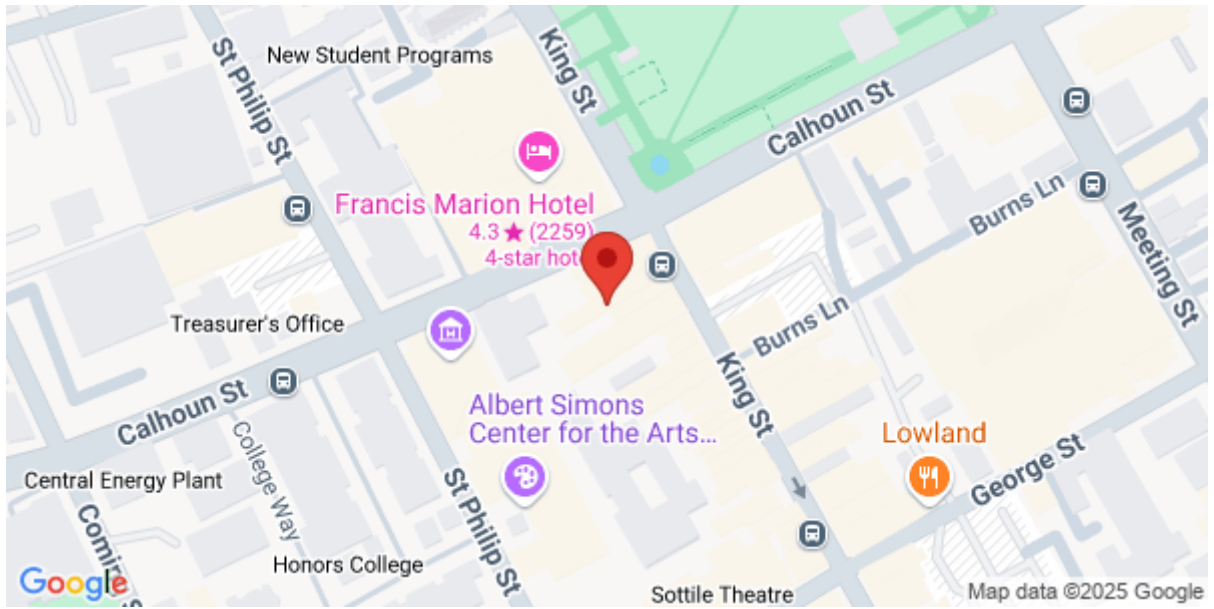 New Student Programs
King St
St Philip St
Calhoun St
Francis Marion Hotel
4.3 ★ (2259)
4-star
Burns Ln
Meeting St
Treasurer's Office
Burns Ln
King St
Calhoun St
Albert Simons
Center for the Arts...
Lowland
College Way
George St
Central Energy Plant
St Philip St
Honors College
Sottile Theatre
Google
Map data ©2025 Google